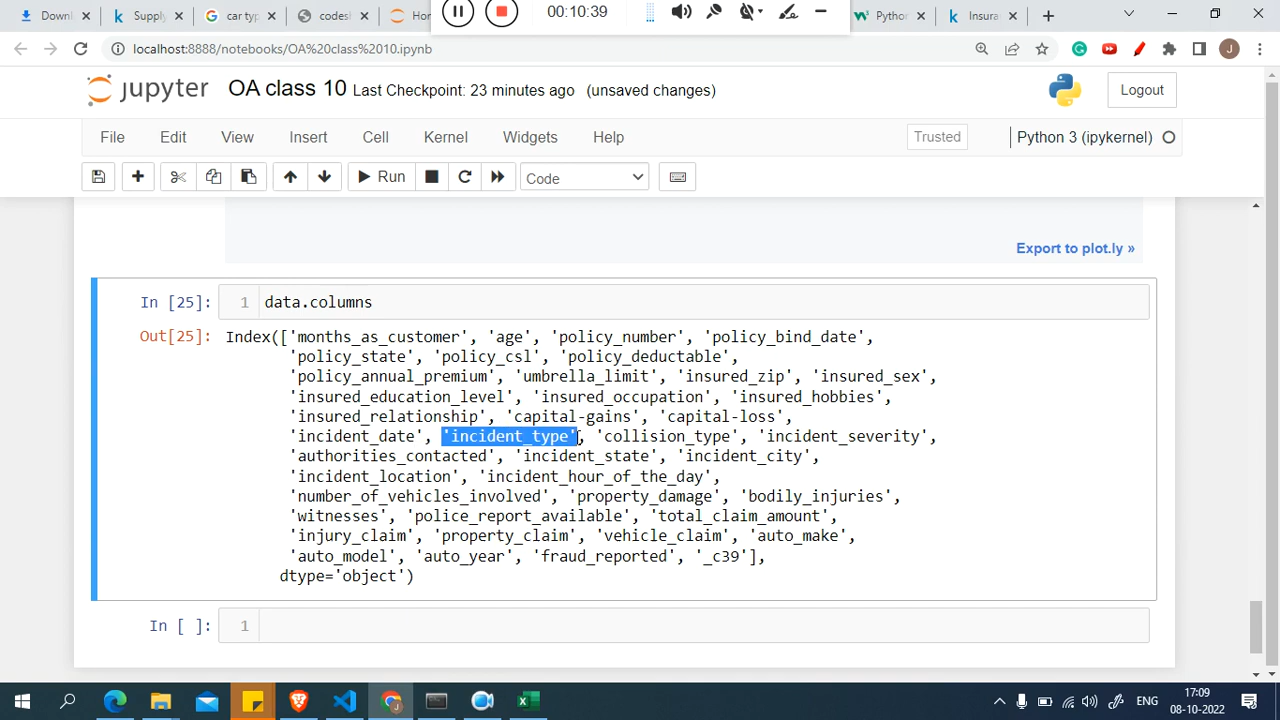 Downl
Supply
car typ
codesh
Hor
00:10:39
Python
Insura
localhost:8888/notebooks/OA%20class%2010.ipynb
J
jupyter OA class 10 Last Checkpoint: 23 minutes ago (unsaved changes)
Logout
File Edit View Insert Cell Kernel Widgets Help
Trusted
Python 3 (ipykernel)
Run
Code
Export to plot.ly »
In [25]: 1 data.columns
Out[25]: Index(['months_as_customer', 'age', 'policy_number', 'policy_bind_date',
'policy_state', 'policy_csl', 'policy_deductable',
'policy_annual_premium', 'umbrella_limit', 'insured_zip', 'insured_sex',
'insured_education_level', 'insured_occupation', 'insured_hobbies',
'insured_relationship', 'capital-gains', 'capital-loss',
'incident_date', 'incident_type', 'collision_type', 'incident_severity',
'authorities_contacted', 'incident_state', 'incident_city',
'incident_location', 'incident_hour_of_the_day',
'number_of_vehicles_involved', 'property_damage', 'bodily_injuries',
'witnesses', 'police_report_available', 'total_claim_amount',
'injury_claim', 'property_claim', 'vehicle_claim', 'auto_make',
'auto_model', 'auto_year', 'fraud_reported', '_c39'],
dtype='object')
In [ ]: 1
ENG
17:09
08-10-2022